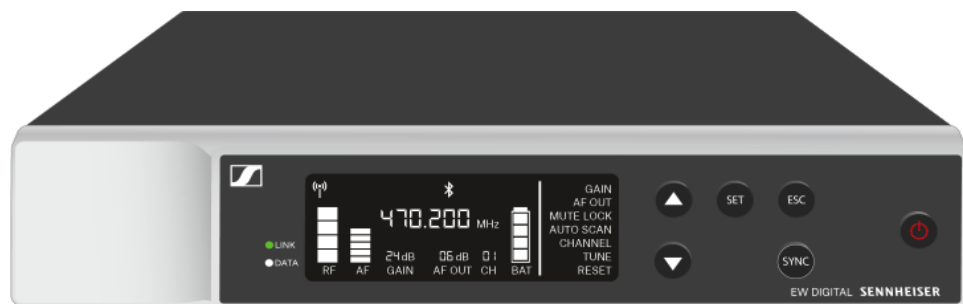 470.200 MHz
RF
AF
24 dB
GAIN
06 dB
AF OUT
01
CH
BAT
LINK
DATA
GAIN
AF OUT
MUTE LOCK
AUTO SCAN
CHANNEL
TUNE
RESET
SET
ESC
SYNC
EW DIGITAL SENNHEISER